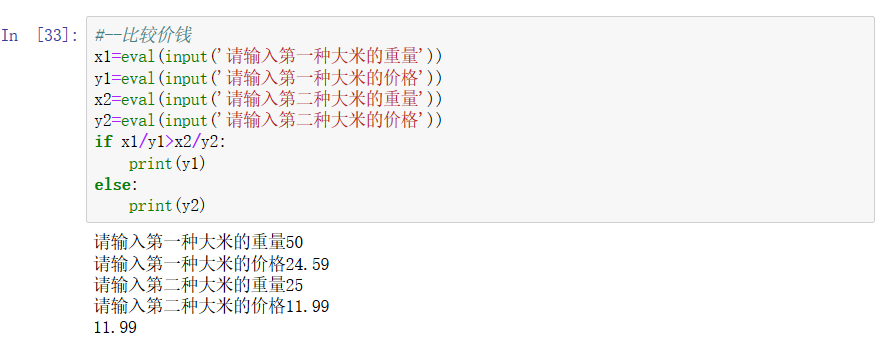 In [33]:
#--比较价钱
x1=eval(input('请输入第一种大米的重量'))
y1=eval(input('请输入第一种大米的价格'))
x2=eval(input('请输入第二种大米的重量'))
y2=eval(input('请输入第二种大米的价格'))
if x1/y1>x2/y2:
    print(y1)
else:
    print(y2)
请输入第一种大米的重量50
请输入第一种大米的价格24.59
请输入第二种大米的重量25
请输入第二种大米的价格11.99
11.99